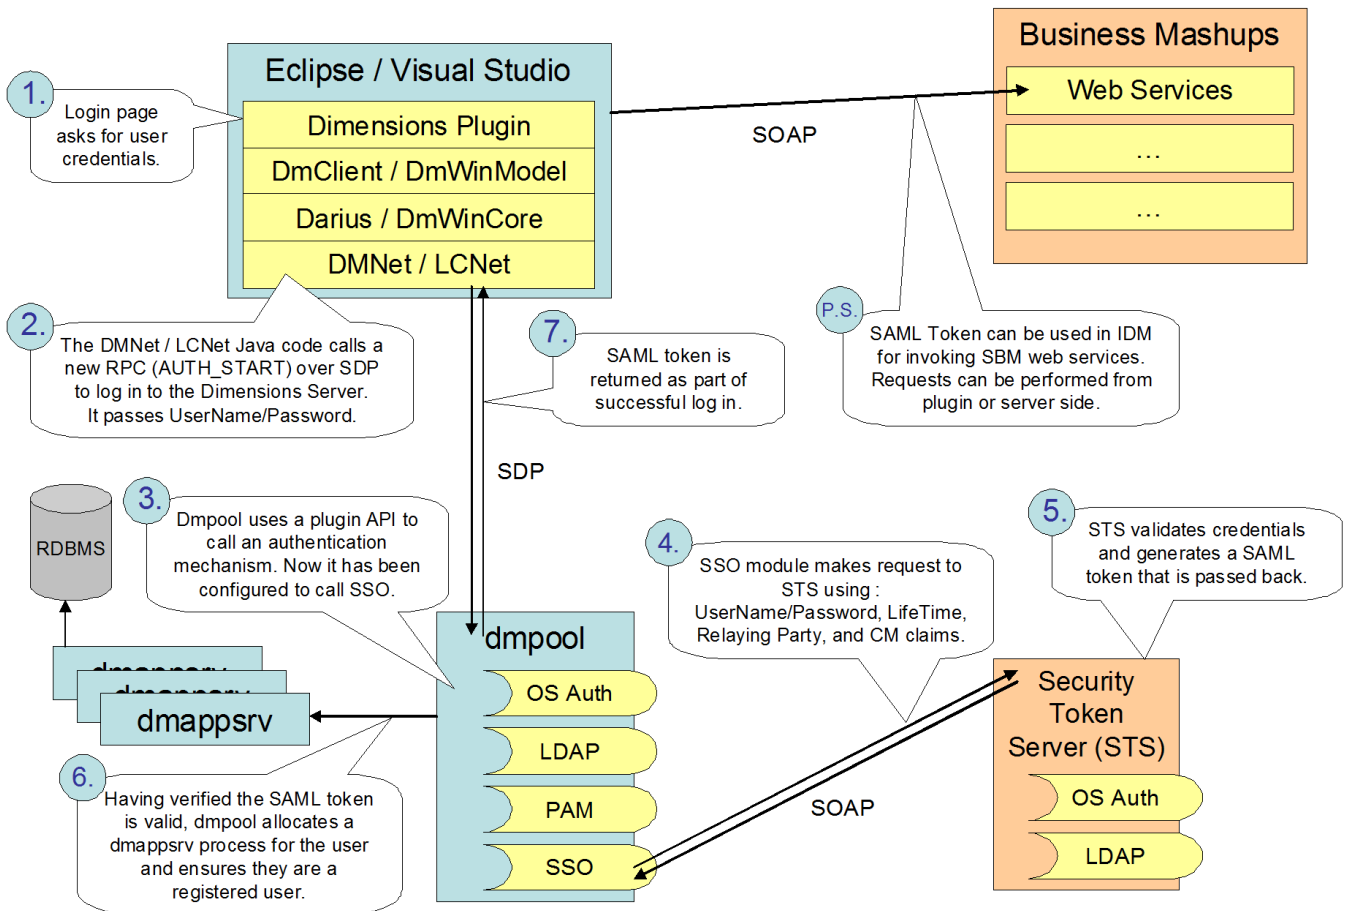 Business Mashups
Web Services
...
...
Eclipse / Visual Studio
Dimensions Plugin
DmClient / DmWinModel
Darius / DmWinCore
DMNet / LCNet
SOAP
1.
Login page
asks for user
credentials.
2.
The DMNet / LCNet Java code calls a
new RPC (AUTH_START) over SDP
to log in to the Dimensions Server.
It passes UserName/Password.
7.
SAML token is
returned as part of
successful log in.
P.S.
SAML Token can be used in IDM
for invoking SBM web services.
Requests can be performed from
plugin or server side.
SDP
RDBMS
3.
Dmpool uses a plugin API to
call an authentication
mechanism. Now it has been
configured to call SSO.
4.
SSO module makes request to
STS using :
UserName/Password, LifeTime,
Relaying Party, and CM claims.
5.
STS validates credentials
and generates a SAML
token that is passed back.
dmappsrv
dmappsrv
dmappsrv
dmpool
OS Auth
LDAP
PAM
SSO
SOAP
Security
Token
Server (STS)
OS Auth
LDAP
6.
Having verified the SAML token
is valid, dmpool allocates a
dmappsrv process for the user
and ensures they are a
registered user.